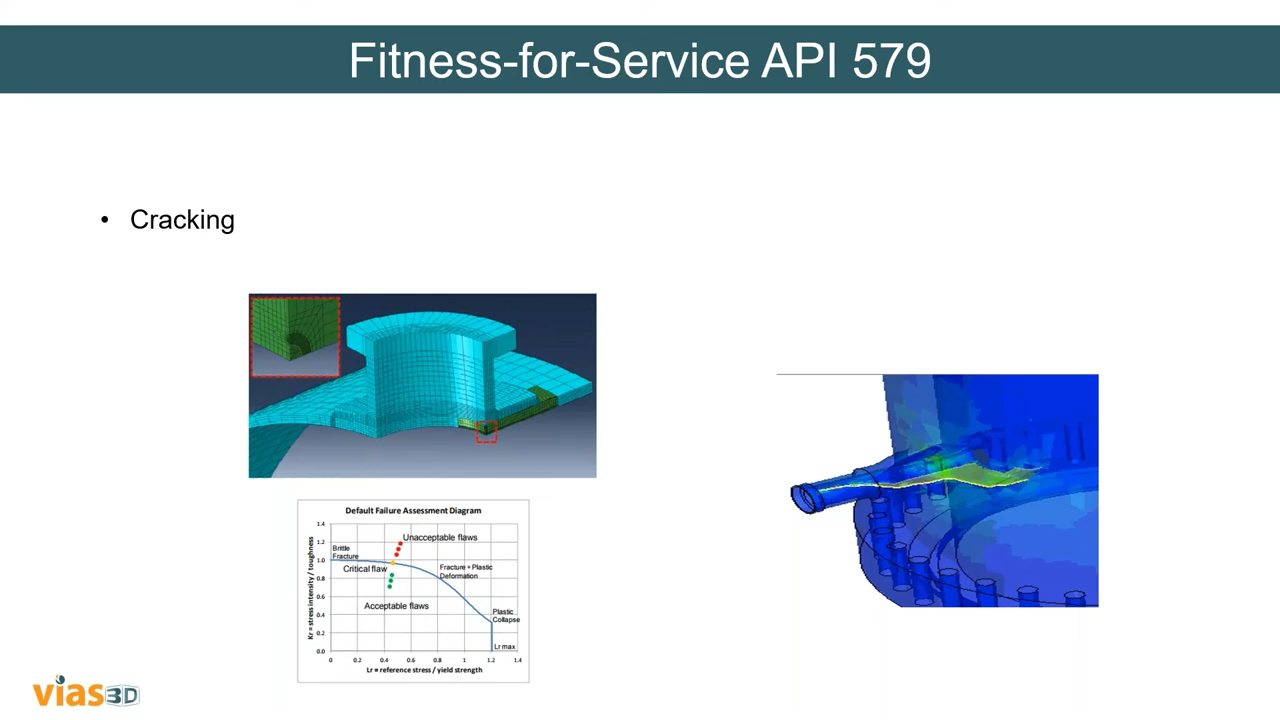 Fitness-for-Service API 579
• Cracking
Default Failure Assessment Diagram
Kr = stress intensity / toughness
1.4
1.2
1.0
0.8
0.6
0.4
0.2
0.0
Unacceptable flaws
Brittle
Fracture
Critical flaw
Fracture + Plastic
Deformation
Acceptable flaws
Plastic
Collapse
Lr max
0
0.2
0.4
0.6
0.8
1
1.2
1.4
Lr = reference stress / yield strength
vias3D